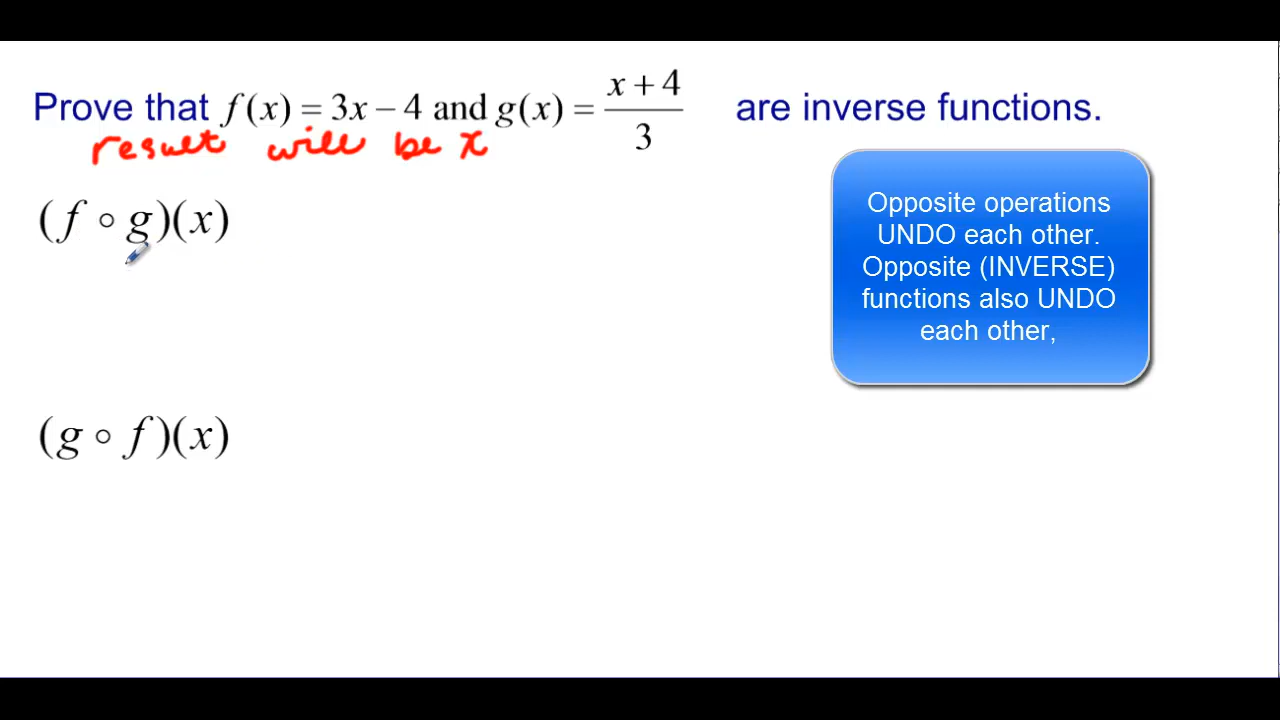 Prove that f(x) = 3x − 4 and g(x) = (x + 4)/3 are inverse functions.
result will be x
(f ∘ g)(x)
Opposite operations
UNDO each other.
Opposite (INVERSE)
functions also UNDO
each other,
(g ∘ f)(x)